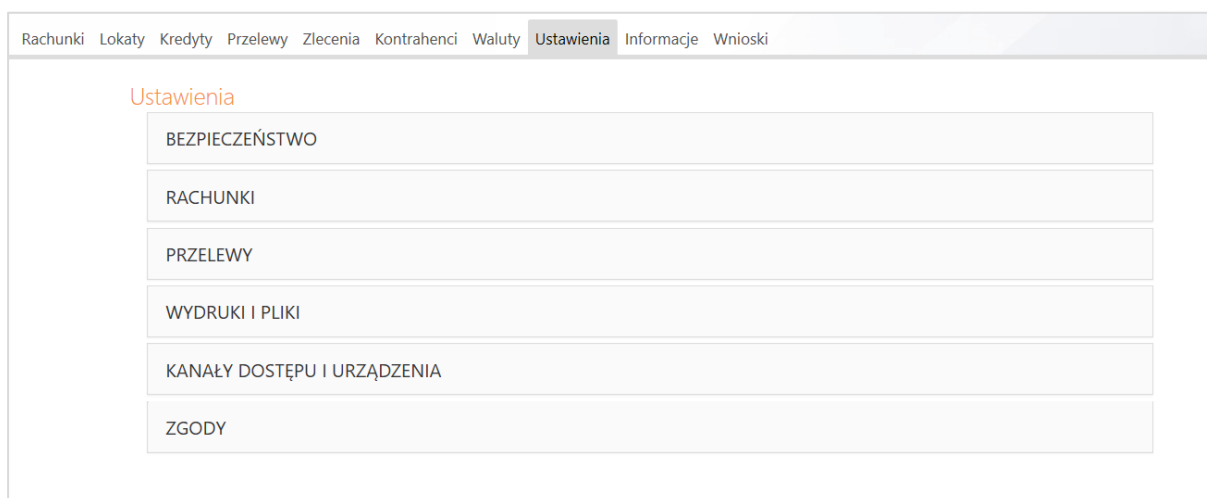 Rachunki Lokaty Kredyty Przelewy Zlecenia Kontrahenci Waluty Ustawienia Informacje Wnioski
Ustawienia
BEZPIECZEŃSTWO
RACHUNKI
PRZELEWY
WYDRUKI I PLIKI
KANAŁY DOSTĘPU I URZĄDZENIA
ZGODY